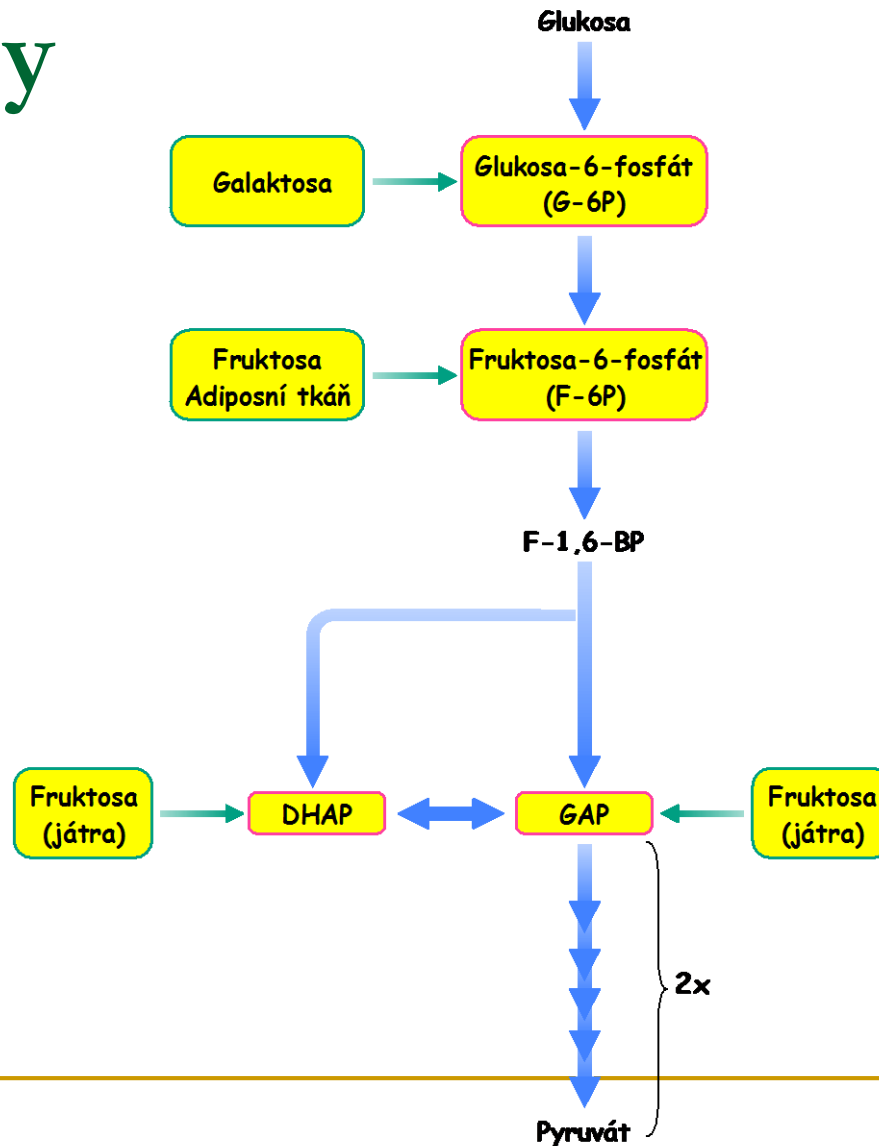 y
Glukosa
Galaktosa
Glukosa-6-fosfát
(G-6P)
Fruktosa
Adiposní tkáň
Fruktosa-6-fosfát
(F-6P)
F-1,6-BP
Fruktosa
(játra)
DHAP
GAP
Fruktosa
(játra)
2x
Pyruvát